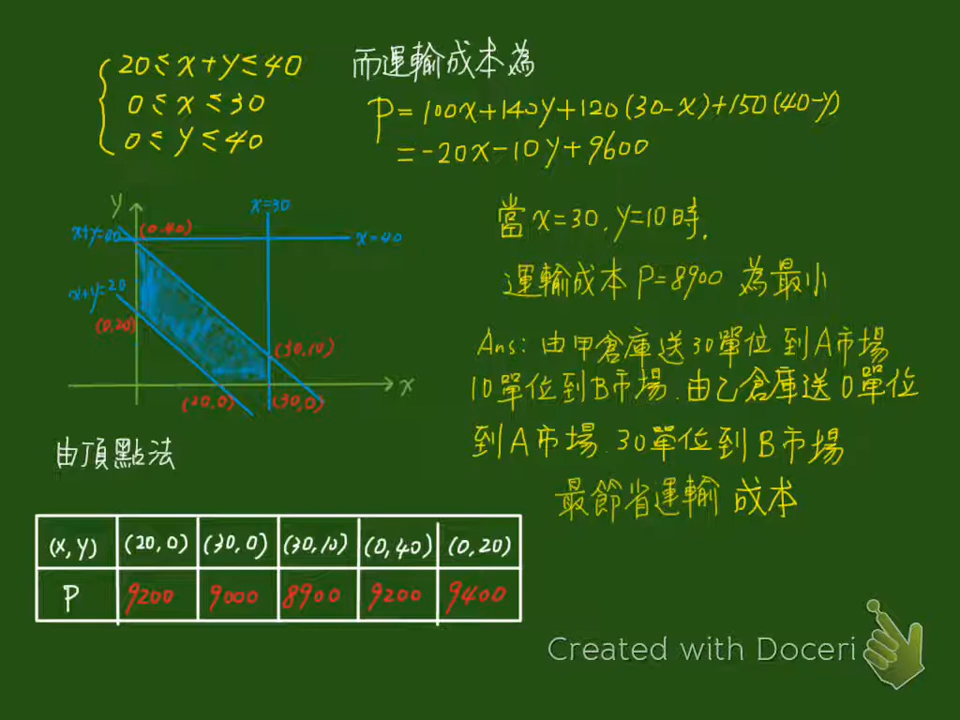 20≤x+y≤40
0≤x≤30
0≤y≤40
而運輸成本為
P=100x+140y+120(30-x)+150(40-y)
=-20x-10y+9600
y
x=30
x+y=40
(0,40)
x=40
x+y=20
(0,20)
(30,10)
x
(20,0)
(30,0)
當x=30,y=10時,
運輸成本P=8900 為最小
Ans: 由甲倉庫送30單位到A市場
10單位到B市場.由乙倉庫送0單位
到A市場.30單位到B市場
最節省運輸成本
由頂點法
(x,y) (20,0) (30,0) (30,10) (0,40) (0,20)
P 9200 9000 8900 9200 9400
Created with Doceri